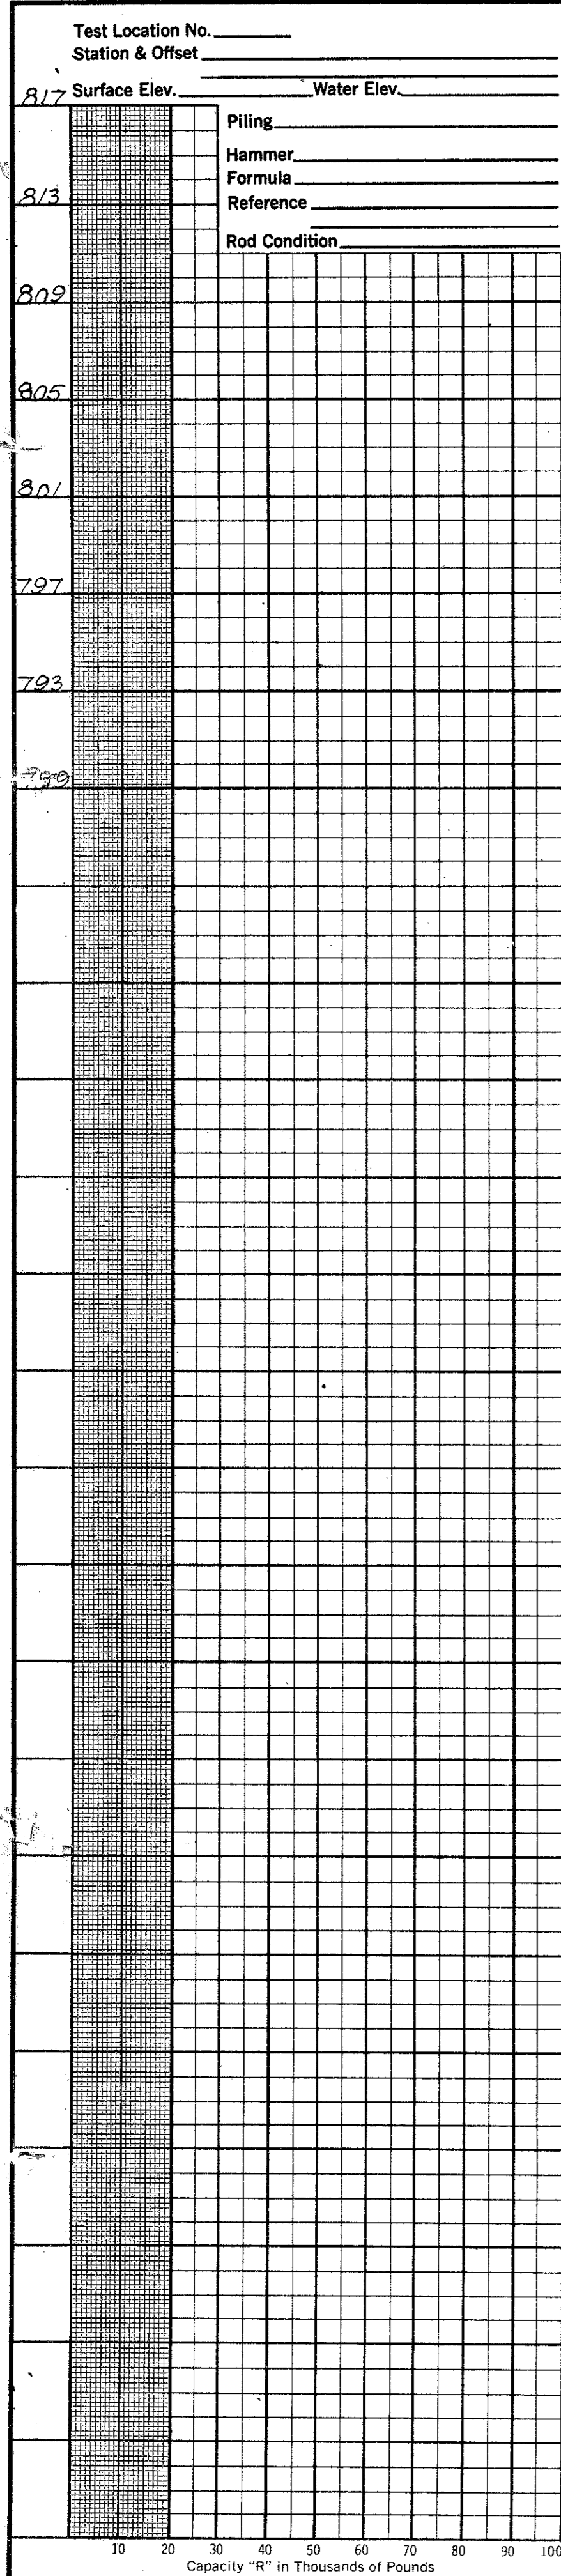 Test Location No.
Station & Offset
Surface Elev. Water Elev.
817
Piling
Hammer
Formula
813
Reference
Rod Condition
809
805
801
797
793
789
10 20 30 40 50 60 70 80 90 100
Capacity "R" in Thousands of Pounds